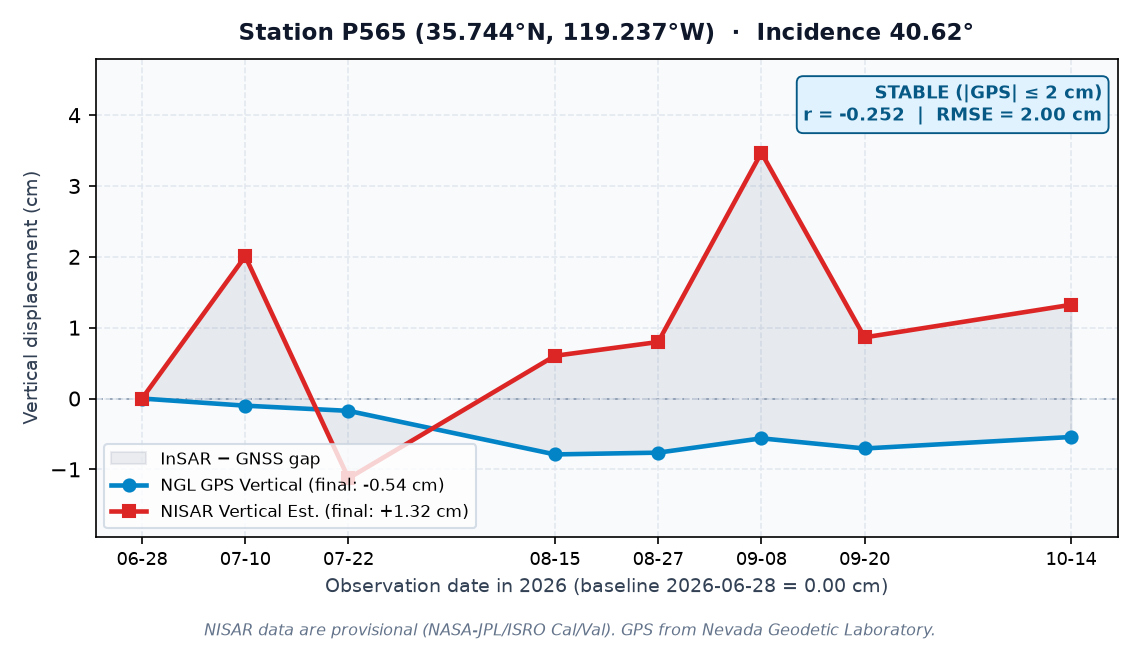 Station P565 (35.744°N, 119.237°W)  ·  Incidence 40.62°
STABLE (|GPS| ≤ 2 cm)
r = -0.252  |  RMSE = 2.00 cm
Vertical displacement (cm)
4
3
2
1
0
−1
InSAR − GNSS gap
NGL GPS Vertical (final: -0.54 cm)
NISAR Vertical Est. (final: +1.32 cm)
06-28 07-10 07-22 08-15 08-27 09-08 09-20 10-14
Observation date in 2026 (baseline 2026-06-28 = 0.00 cm)
NISAR data are provisional (NASA-JPL/ISRO Cal/Val). GPS from Nevada Geodetic Laboratory.